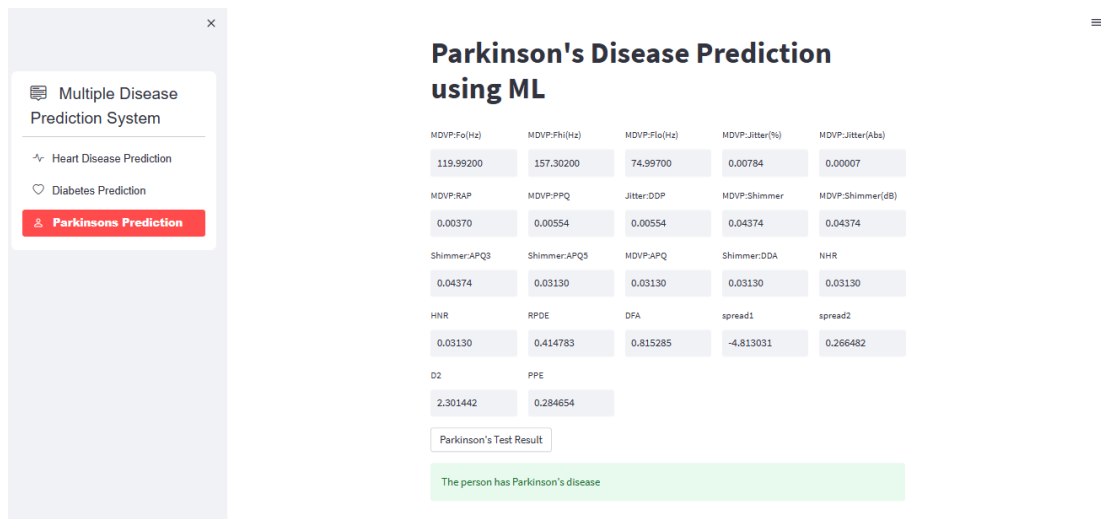 Multiple Disease
Prediction System
Heart Disease Prediction
Diabetes Prediction
Parkinsons Prediction
Parkinson's Disease Prediction
using ML
MDVP:Fo(Hz) MDVP:Fhi(Hz) MDVP:Flo(Hz) MDVP:Jitter(%) MDVP:Jitter(Abs)
119.99200 157.30200 74.99700 0.00784 0.00007
MDVP:RAP MDVP:PPQ Jitter:DDP MDVP:Shimmer MDVP:Shimmer(dB)
0.00370 0.00554 0.00554 0.04374 0.04374
Shimmer:APQ3 Shimmer:APQ5 MDVP:APQ Shimmer:DDA NHR
0.04374 0.03130 0.03130 0.03130 0.03130
HNR RPDE DFA spread1 spread2
0.03130 0.414783 0.815285 -4.813031 0.266482
D2 PPE
2.301442 0.284654
Parkinson's Test Result
The person has Parkinson's disease